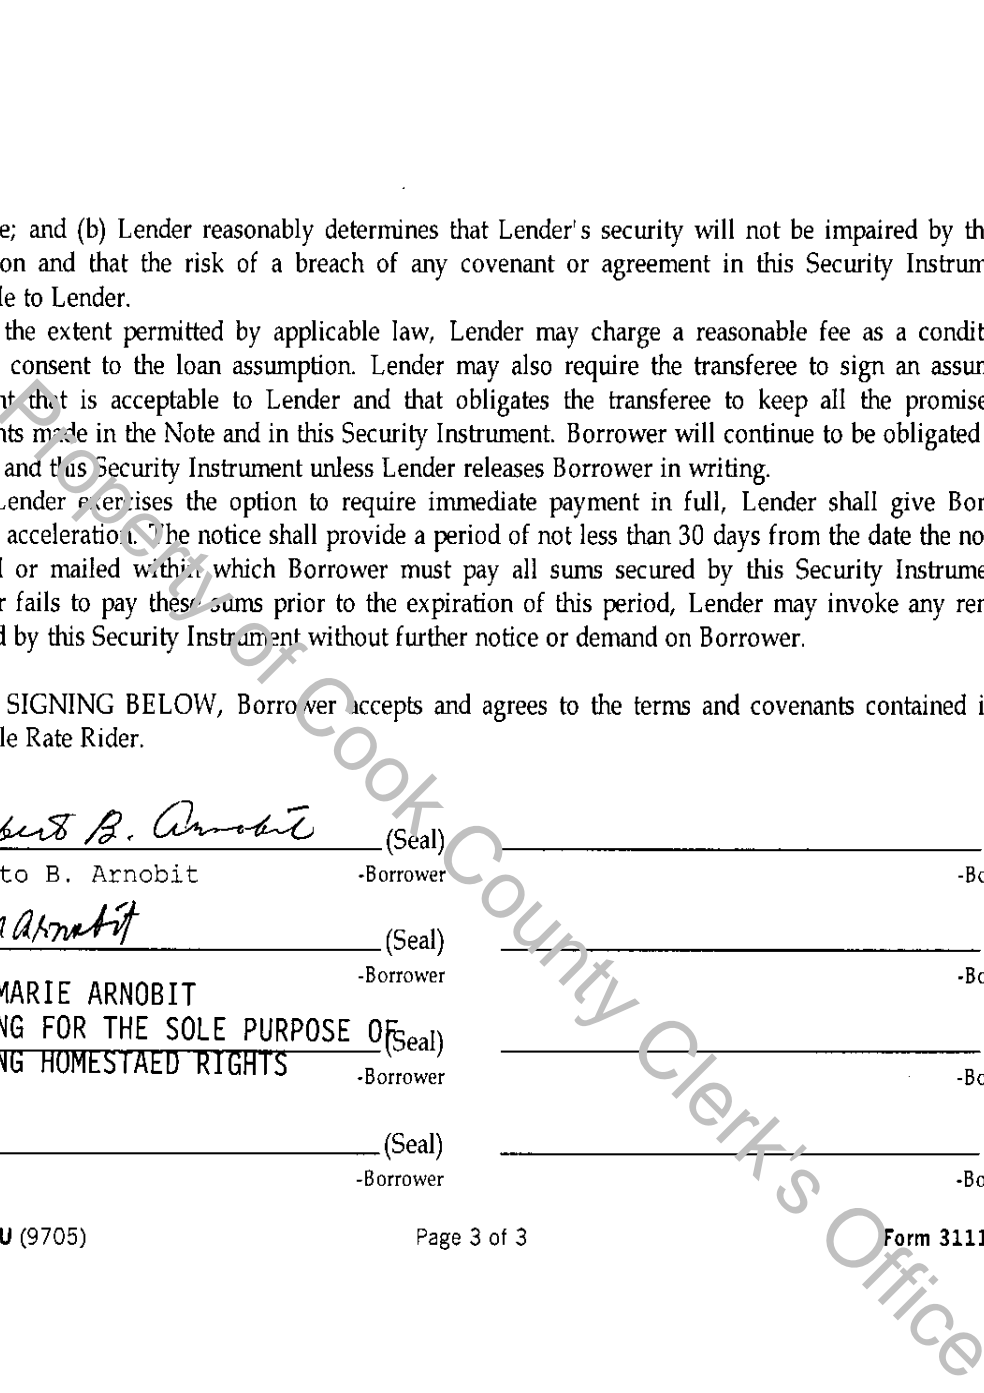 e; and (b) Lender reasonably determines that Lender's security will not be impaired by th
on and that the risk of a breach of any covenant or agreement in this Security Instrum
le to Lender.
the extent permitted by applicable law, Lender may charge a reasonable fee as a condit
consent to the loan assumption. Lender may also require the transferee to sign an assum
nt that is acceptable to Lender and that obligates the transferee to keep all the promise
nts made in the Note and in this Security Instrument. Borrower will continue to be obligated
and this Security Instrument unless Lender releases Borrower in writing.
Lender exercises the option to require immediate payment in full, Lender shall give Bor
acceleration. The notice shall provide a period of not less than 30 days from the date the no
l or mailed within which Borrower must pay all sums secured by this Security Instrume
r fails to pay these sums prior to the expiration of this period, Lender may invoke any rem
d by this Security Instrument without further notice or demand on Borrower.
SIGNING BELOW, Borrower accepts and agrees to the terms and covenants contained i
le Rate Rider.
B. Arnobit (Seal)
to B. Arnobit -Borrower -Bo
Arnobit (Seal)
-Borrower -Bo
MARIE ARNOBIT
NG FOR THE SOLE PURPOSE OF (Seal)
NG HOMESTAED RIGHTS -Borrower -Bo
(Seal)
-Borrower -Bo
U (9705) Page 3 of 3 Form 3111
Property of Cook County Clerk's Office